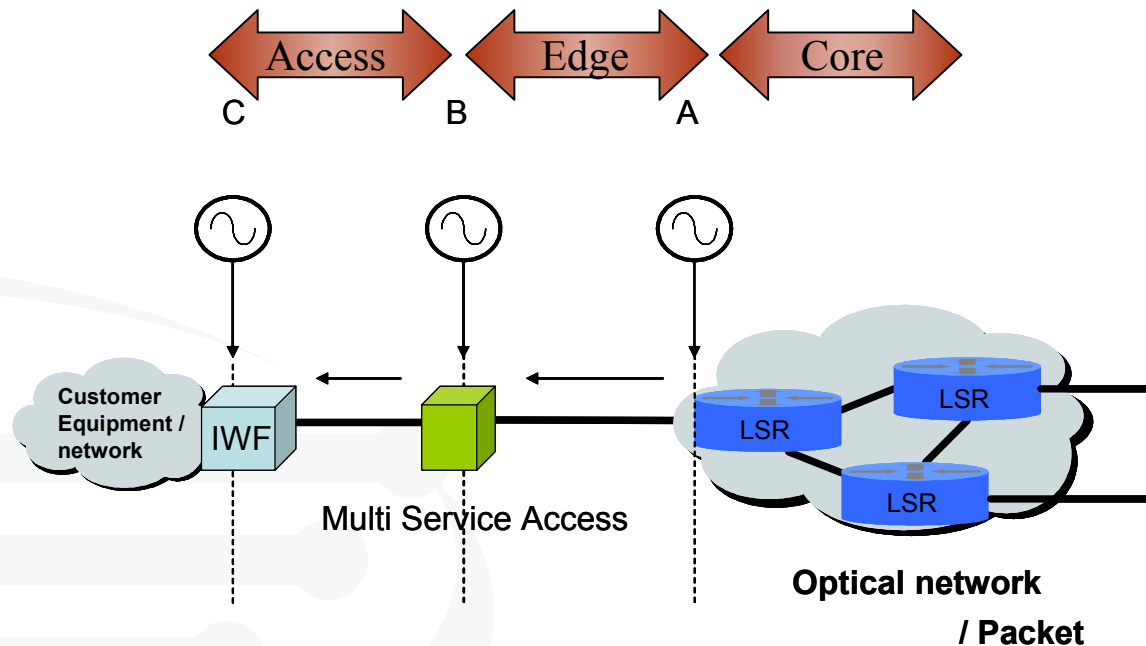 Access
Edge
Core
C
B
A
Customer
Equipment /
network
IWF
LSR
LSR
LSR
Multi Service Access
Optical network
/ Packet